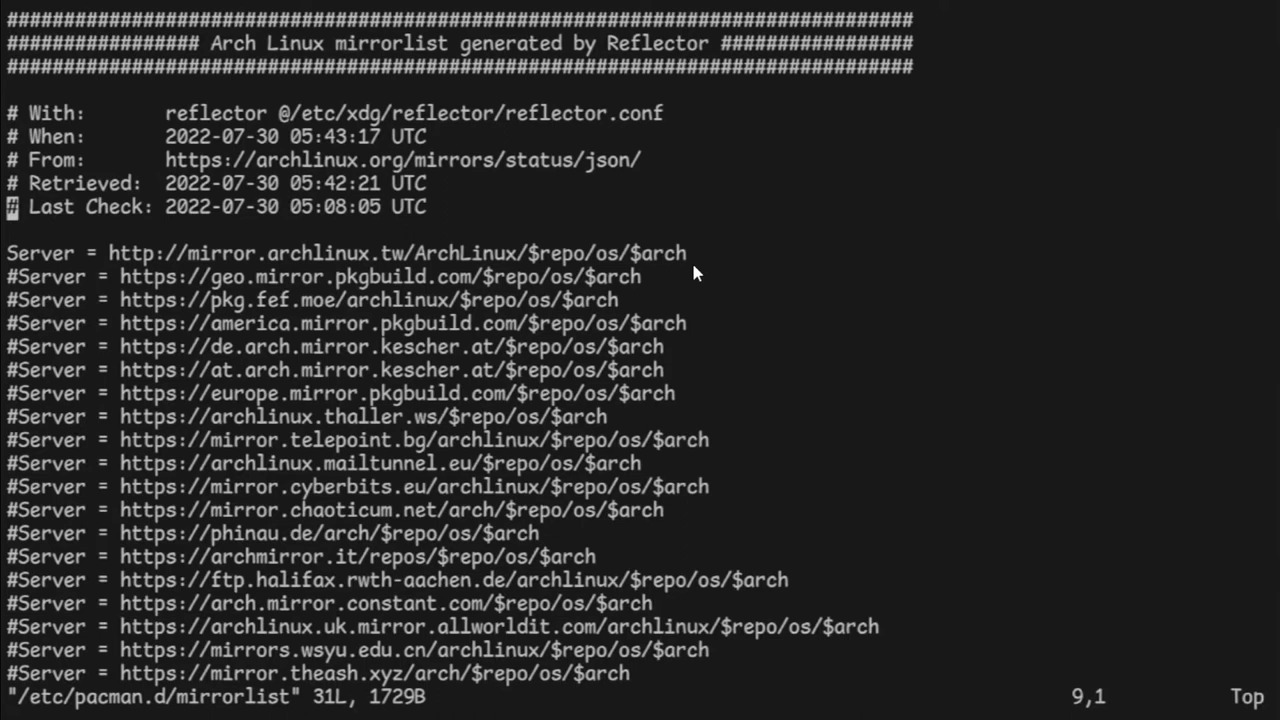 ################################################################################
################# Arch Linux mirrorlist generated by Reflector #################
################################################################################
# With:       reflector @/etc/xdg/reflector/reflector.conf
# When:       2022-07-30 05:43:17 UTC
# From:       https://archlinux.org/mirrors/status/json/
# Retrieved:  2022-07-30 05:42:21 UTC
# Last Check: 2022-07-30 05:08:05 UTC
Server = http://mirror.archlinux.tw/ArchLinux/$repo/os/$arch
#Server = https://geo.mirror.pkgbuild.com/$repo/os/$arch
#Server = https://pkg.fef.moe/archlinux/$repo/os/$arch
#Server = https://america.mirror.pkgbuild.com/$repo/os/$arch
#Server = https://de.arch.mirror.kescher.at/$repo/os/$arch
#Server = https://at.arch.mirror.kescher.at/$repo/os/$arch
#Server = https://europe.mirror.pkgbuild.com/$repo/os/$arch
#Server = https://archlinux.thaller.ws/$repo/os/$arch
#Server = https://mirror.telepoint.bg/archlinux/$repo/os/$arch
#Server = https://archlinux.mailtunnel.eu/$repo/os/$arch
#Server = https://mirror.cyberbits.eu/archlinux/$repo/os/$arch
#Server = https://mirror.chaoticum.net/arch/$repo/os/$arch
#Server = https://phinau.de/arch/$repo/os/$arch
#Server = https://archmirror.it/repos/$repo/os/$arch
#Server = https://ftp.halifax.rwth-aachen.de/archlinux/$repo/os/$arch
#Server = https://arch.mirror.constant.com/$repo/os/$arch
#Server = https://archlinux.uk.mirror.allworldit.com/archlinux/$repo/os/$arch
#Server = https://mirrors.wsyu.edu.cn/archlinux/$repo/os/$arch
#Server = https://mirror.theash.xyz/arch/$repo/os/$arch
"/etc/pacman.d/mirrorlist" 31L, 1729B 9,1 Top